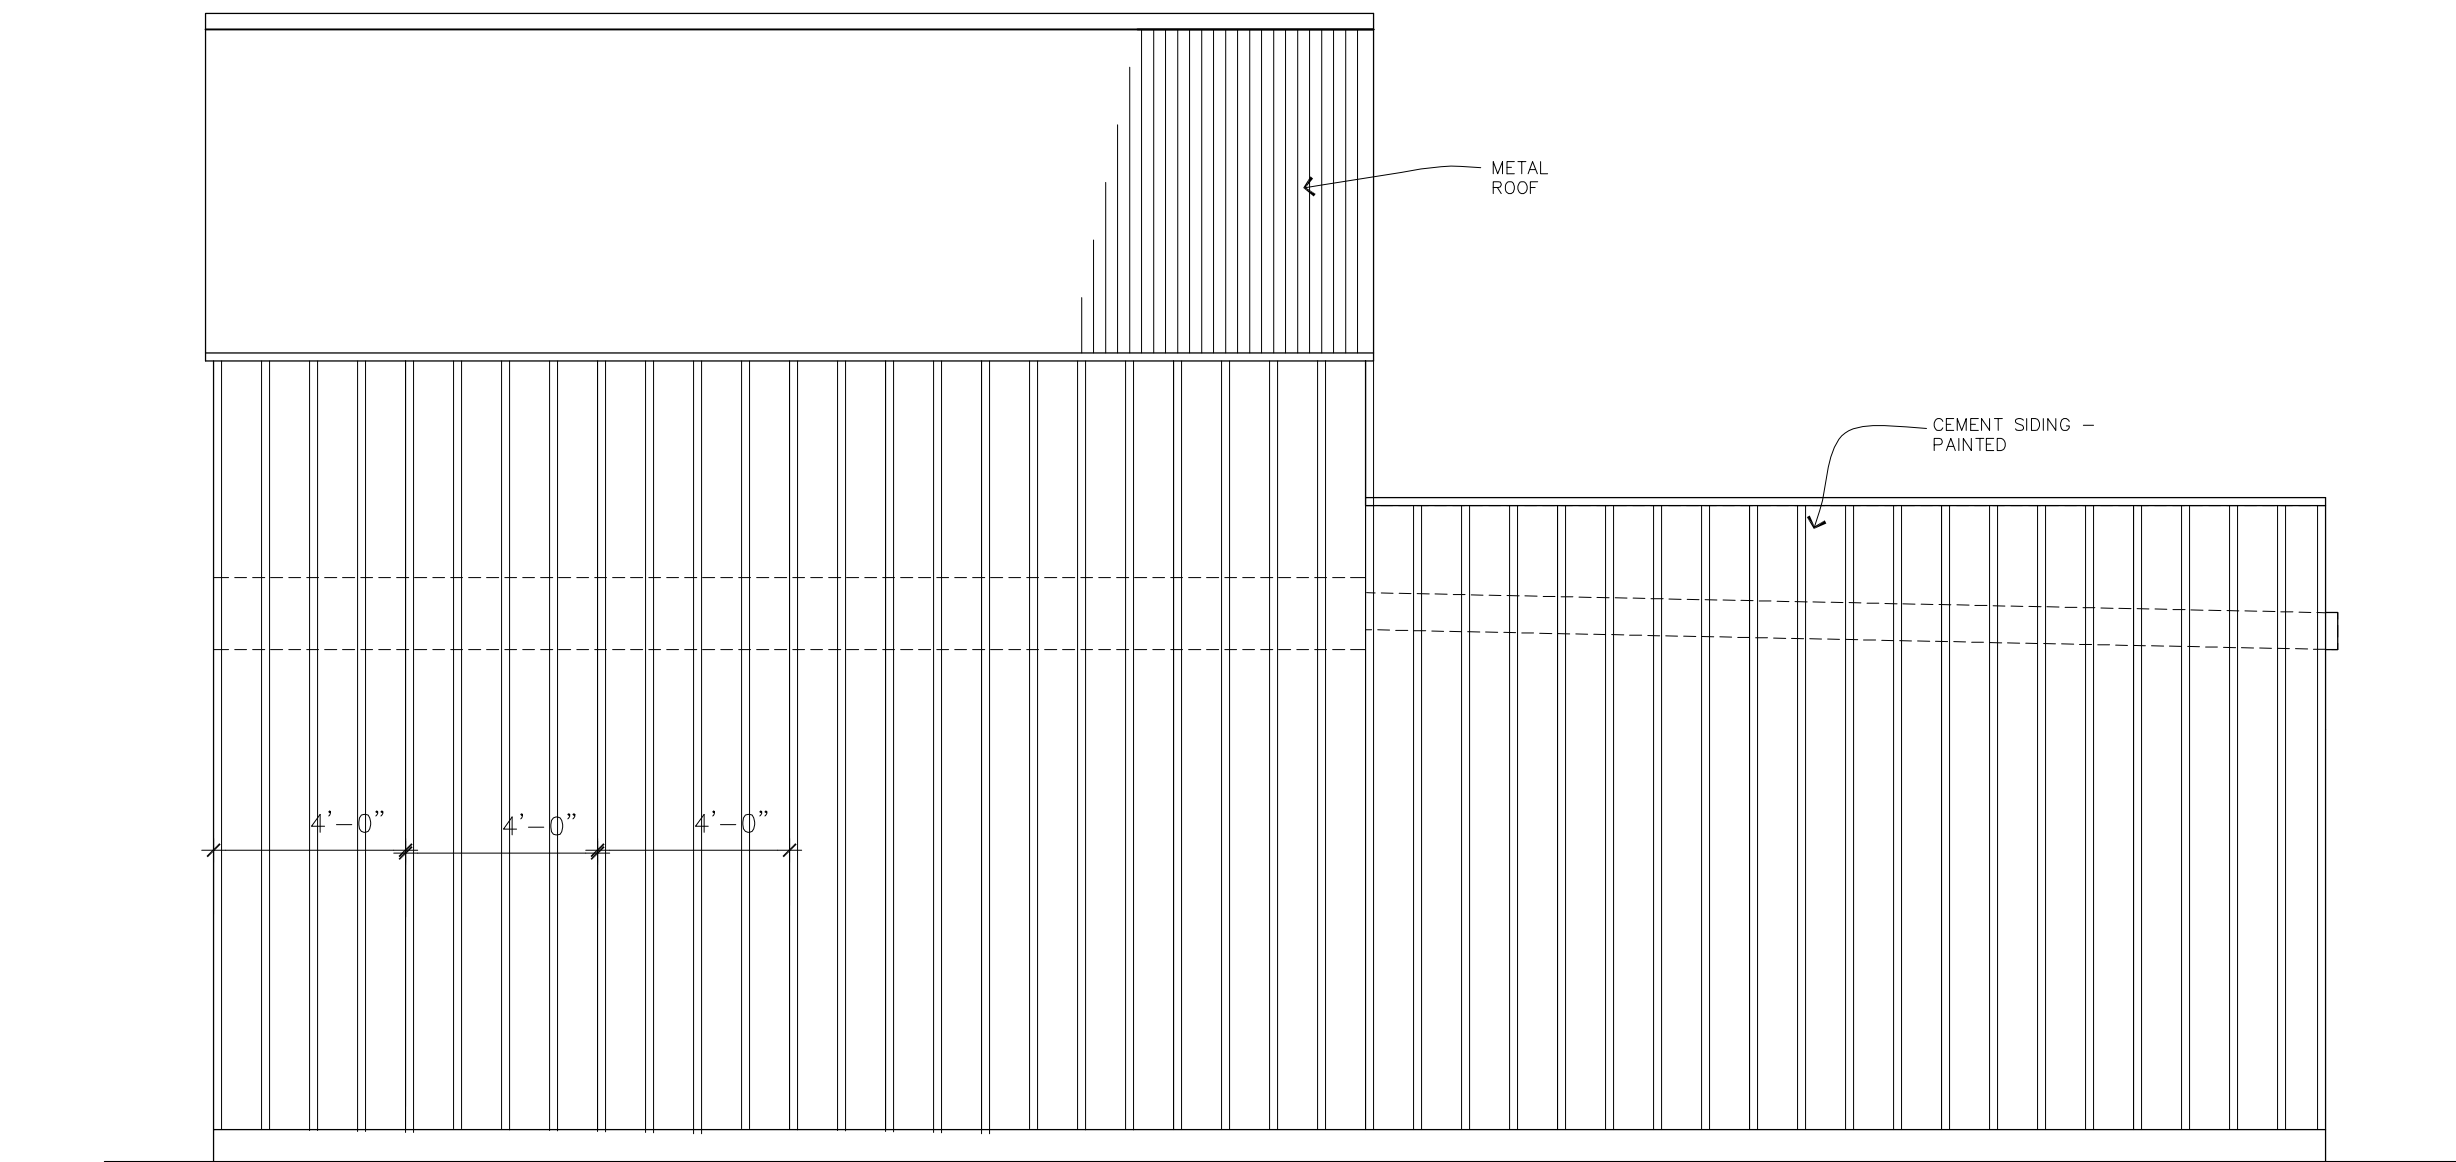 METAL
ROOF
CEMENT SIDING –
PAINTED
4'–0"
4'–0"
4'–0"